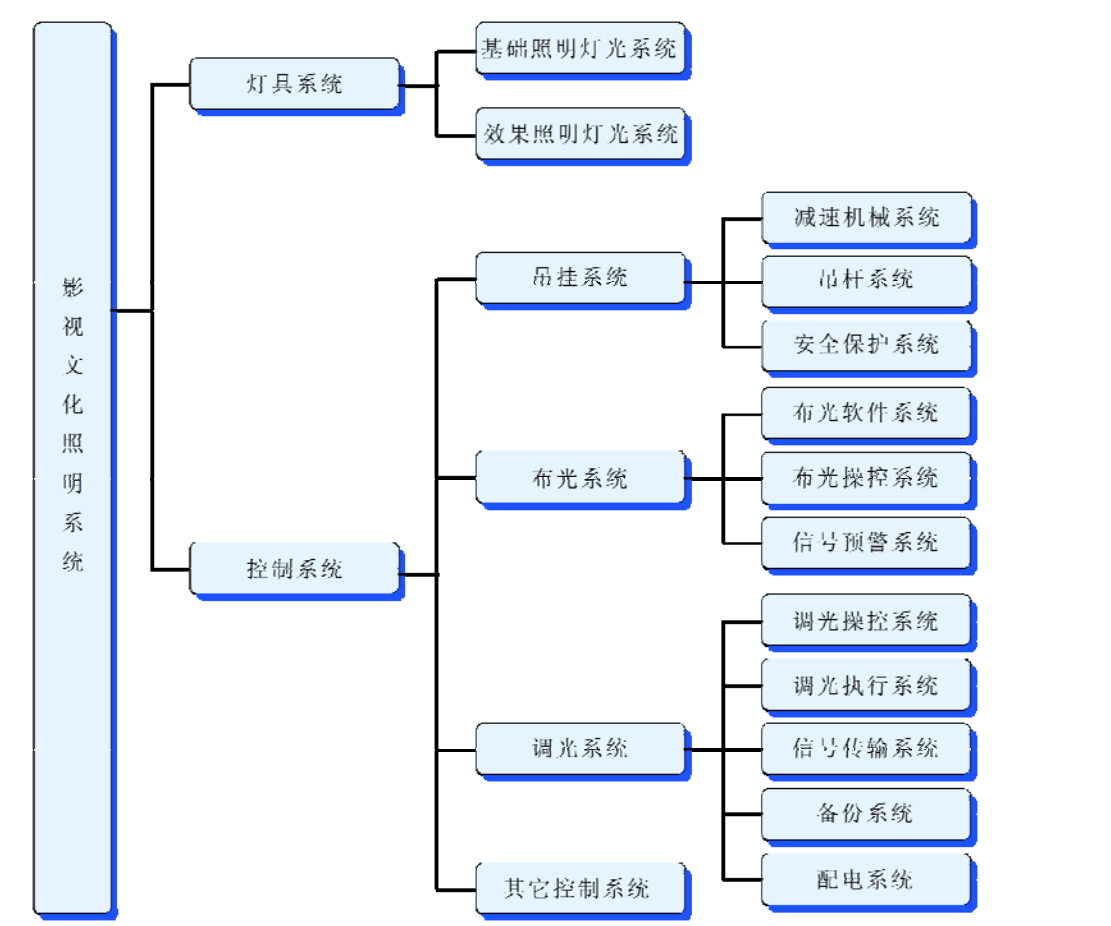 影视文化照明系统
灯具系统
基础照明灯光系统
效果照明灯光系统
控制系统
吊挂系统
减速机械系统
吊杆系统
安全保护系统
布光系统
布光软件系统
布光操控系统
信号预警系统
调光系统
调光操控系统
调光执行系统
信号传输系统
备份系统
配电系统
其它控制系统